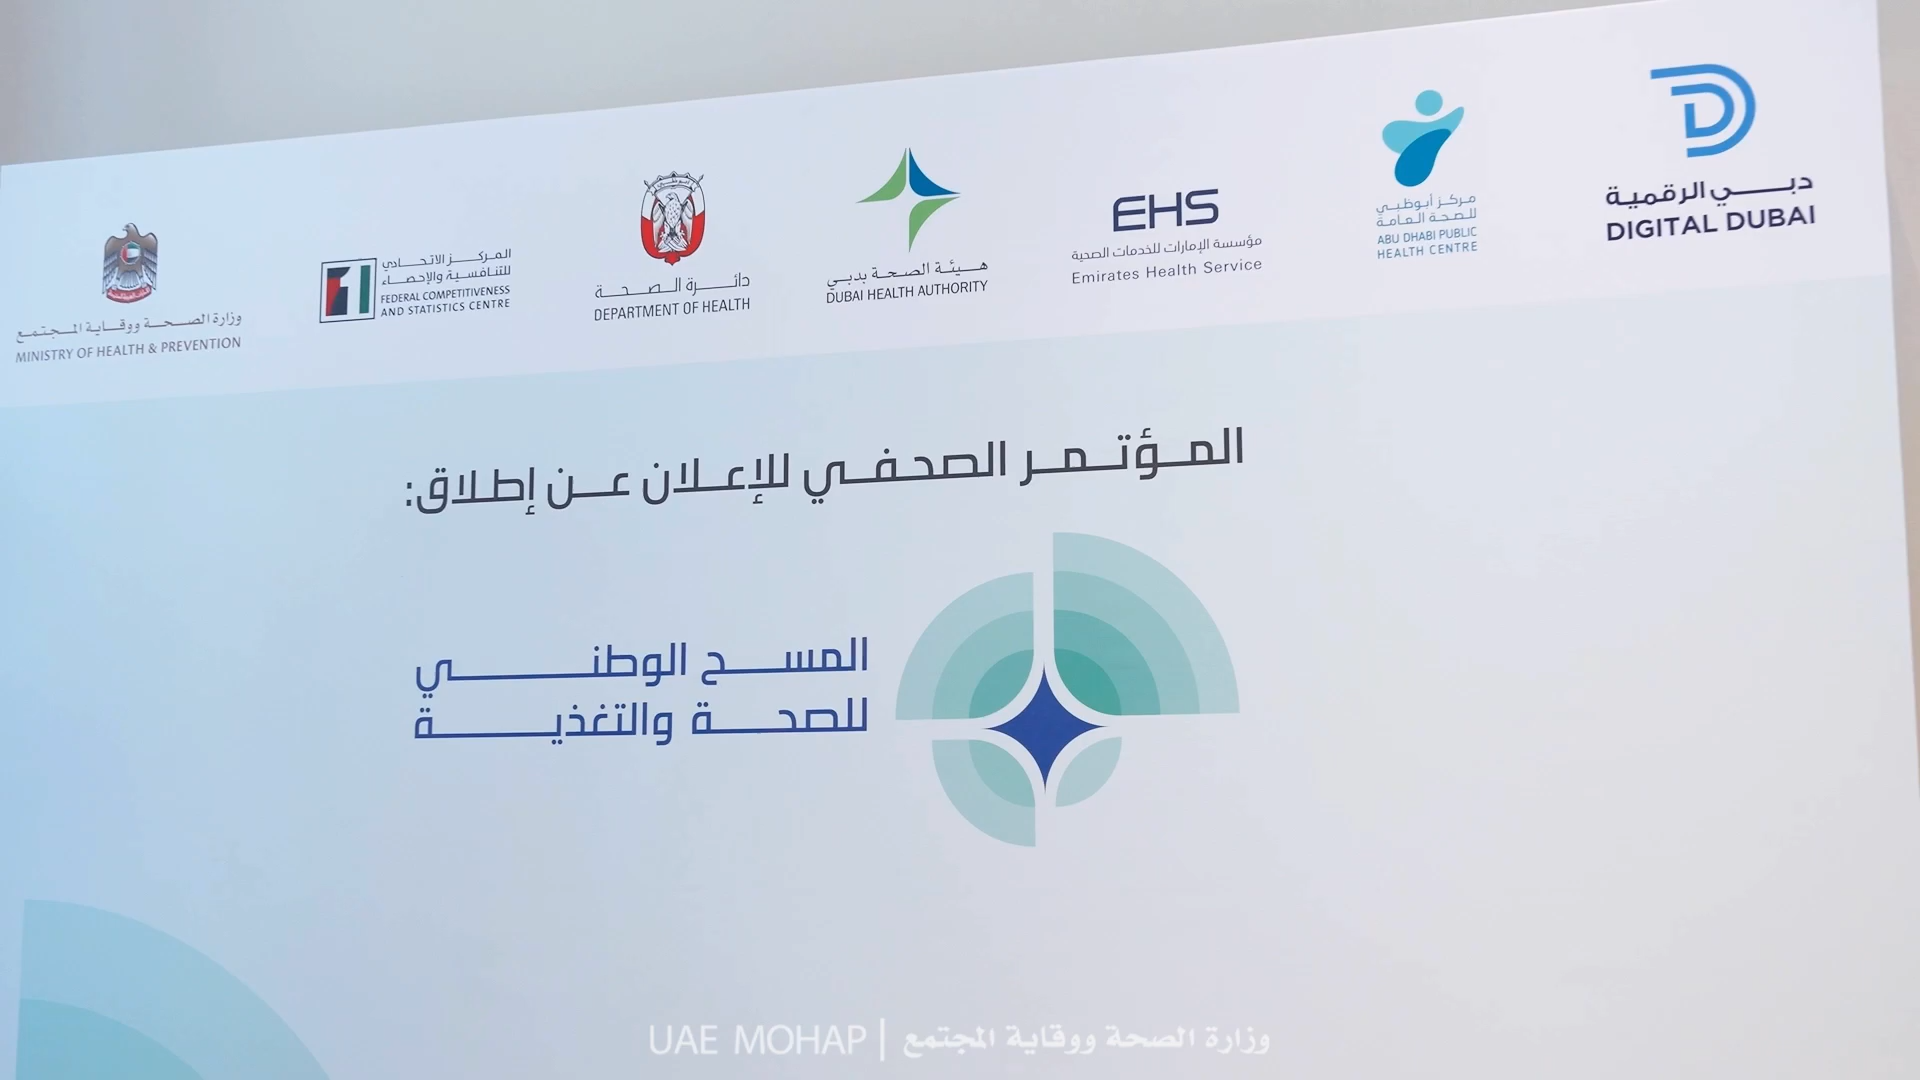 وزارة الصحة ووقاية المجتمع
MINISTRY OF HEALTH & PREVENTION
المركز الاتحادي
للتنافسية والإحصاء
FEDERAL COMPETITIVENESS
AND STATISTICS CENTRE
دائرة الصحة
DEPARTMENT OF HEALTH
هيئة الصحة بدبي
DUBAI HEALTH AUTHORITY
EHS
مؤسسة الإمارات للخدمات الصحية
Emirates Health Service
مركز أبوظبي
للصحة العامة
ABU DHABI PUBLIC
HEALTH CENTRE
دبي الرقمية
DIGITAL DUBAI
المؤتمر الصحفي للإعلان عن إطلاق:
المسح الوطني
للصحة والتغذية
UAE MOHAP | وزارة الصحة ووقاية المجتمع